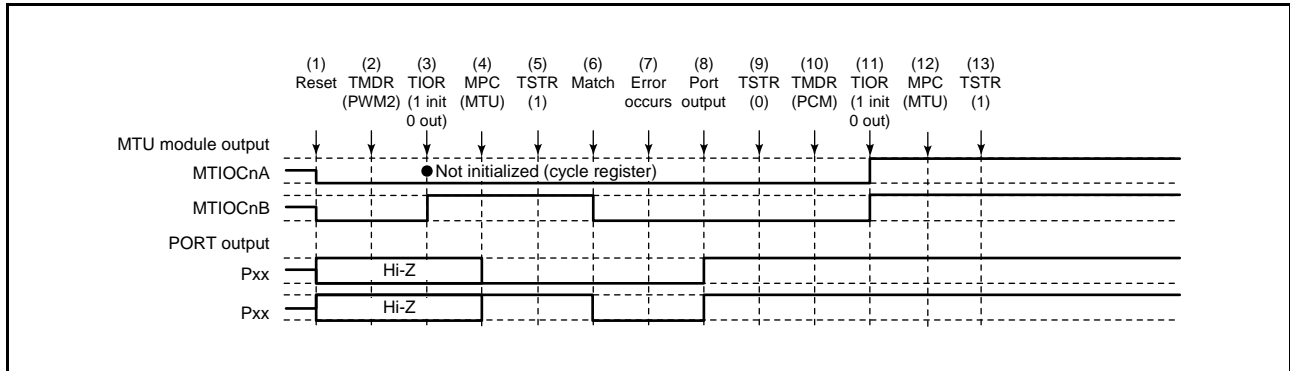 (1) (2) (3) (4) (5) (6) (7) (8) (9) (10) (11) (12) (13)
Reset TMDR TIOR MPC TSTR Match Error Port TSTR TMDR TIOR MPC TSTR
(PWM2) (1 init (MTU) (1) occurs output (0) (PCM) (1 init (MTU) (1)
0 out) 0 out)
MTU module output
MTIOCnA
Not initialized (cycle register)
MTIOCnB
PORT output
Pxx
Hi-Z
Pxx
Hi-Z